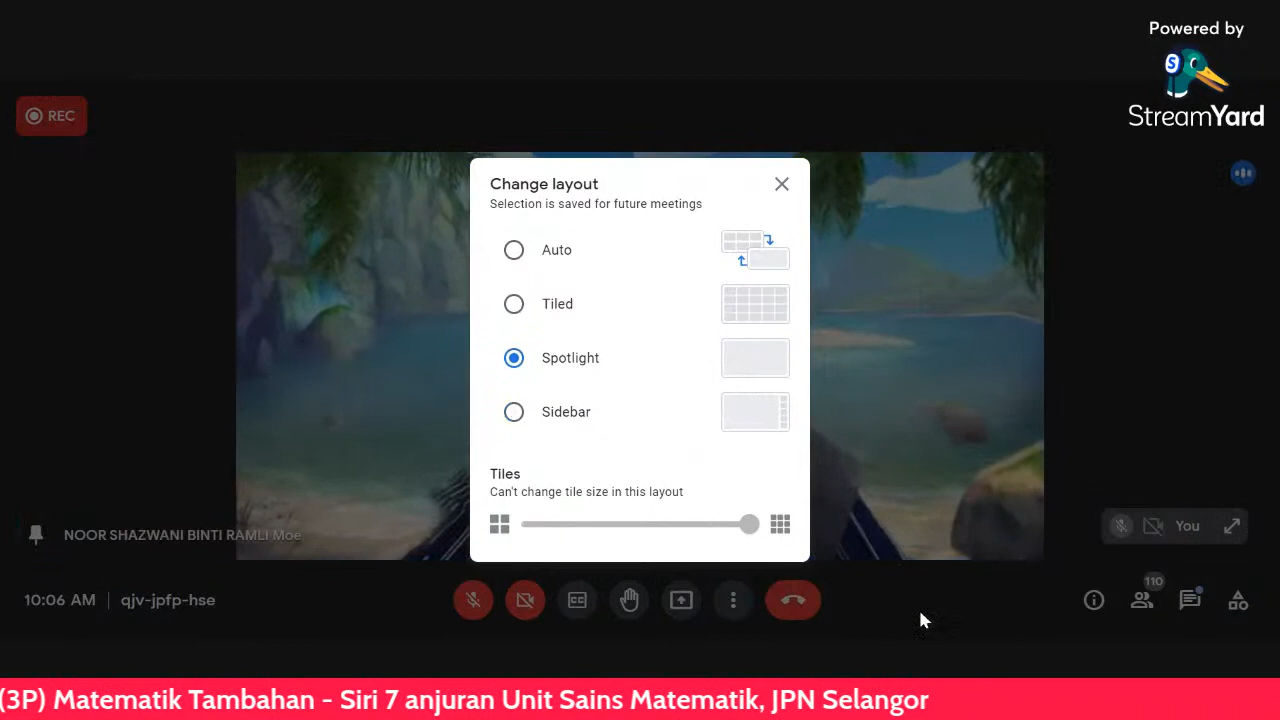 Powered by
StreamYard
REC
Change layout
Selection is saved for future meetings
Auto
Tiled
Spotlight
Sidebar
Tiles
Can't change tile size in this layout
NOOR SHAZWANI BINTI RAMLI Moe
You
10:06 AM | qjv-jpfp-hse
CC
110
(3P) Matematik Tambahan - Siri 7 anjuran Unit Sains Matematik, JPN Selangor